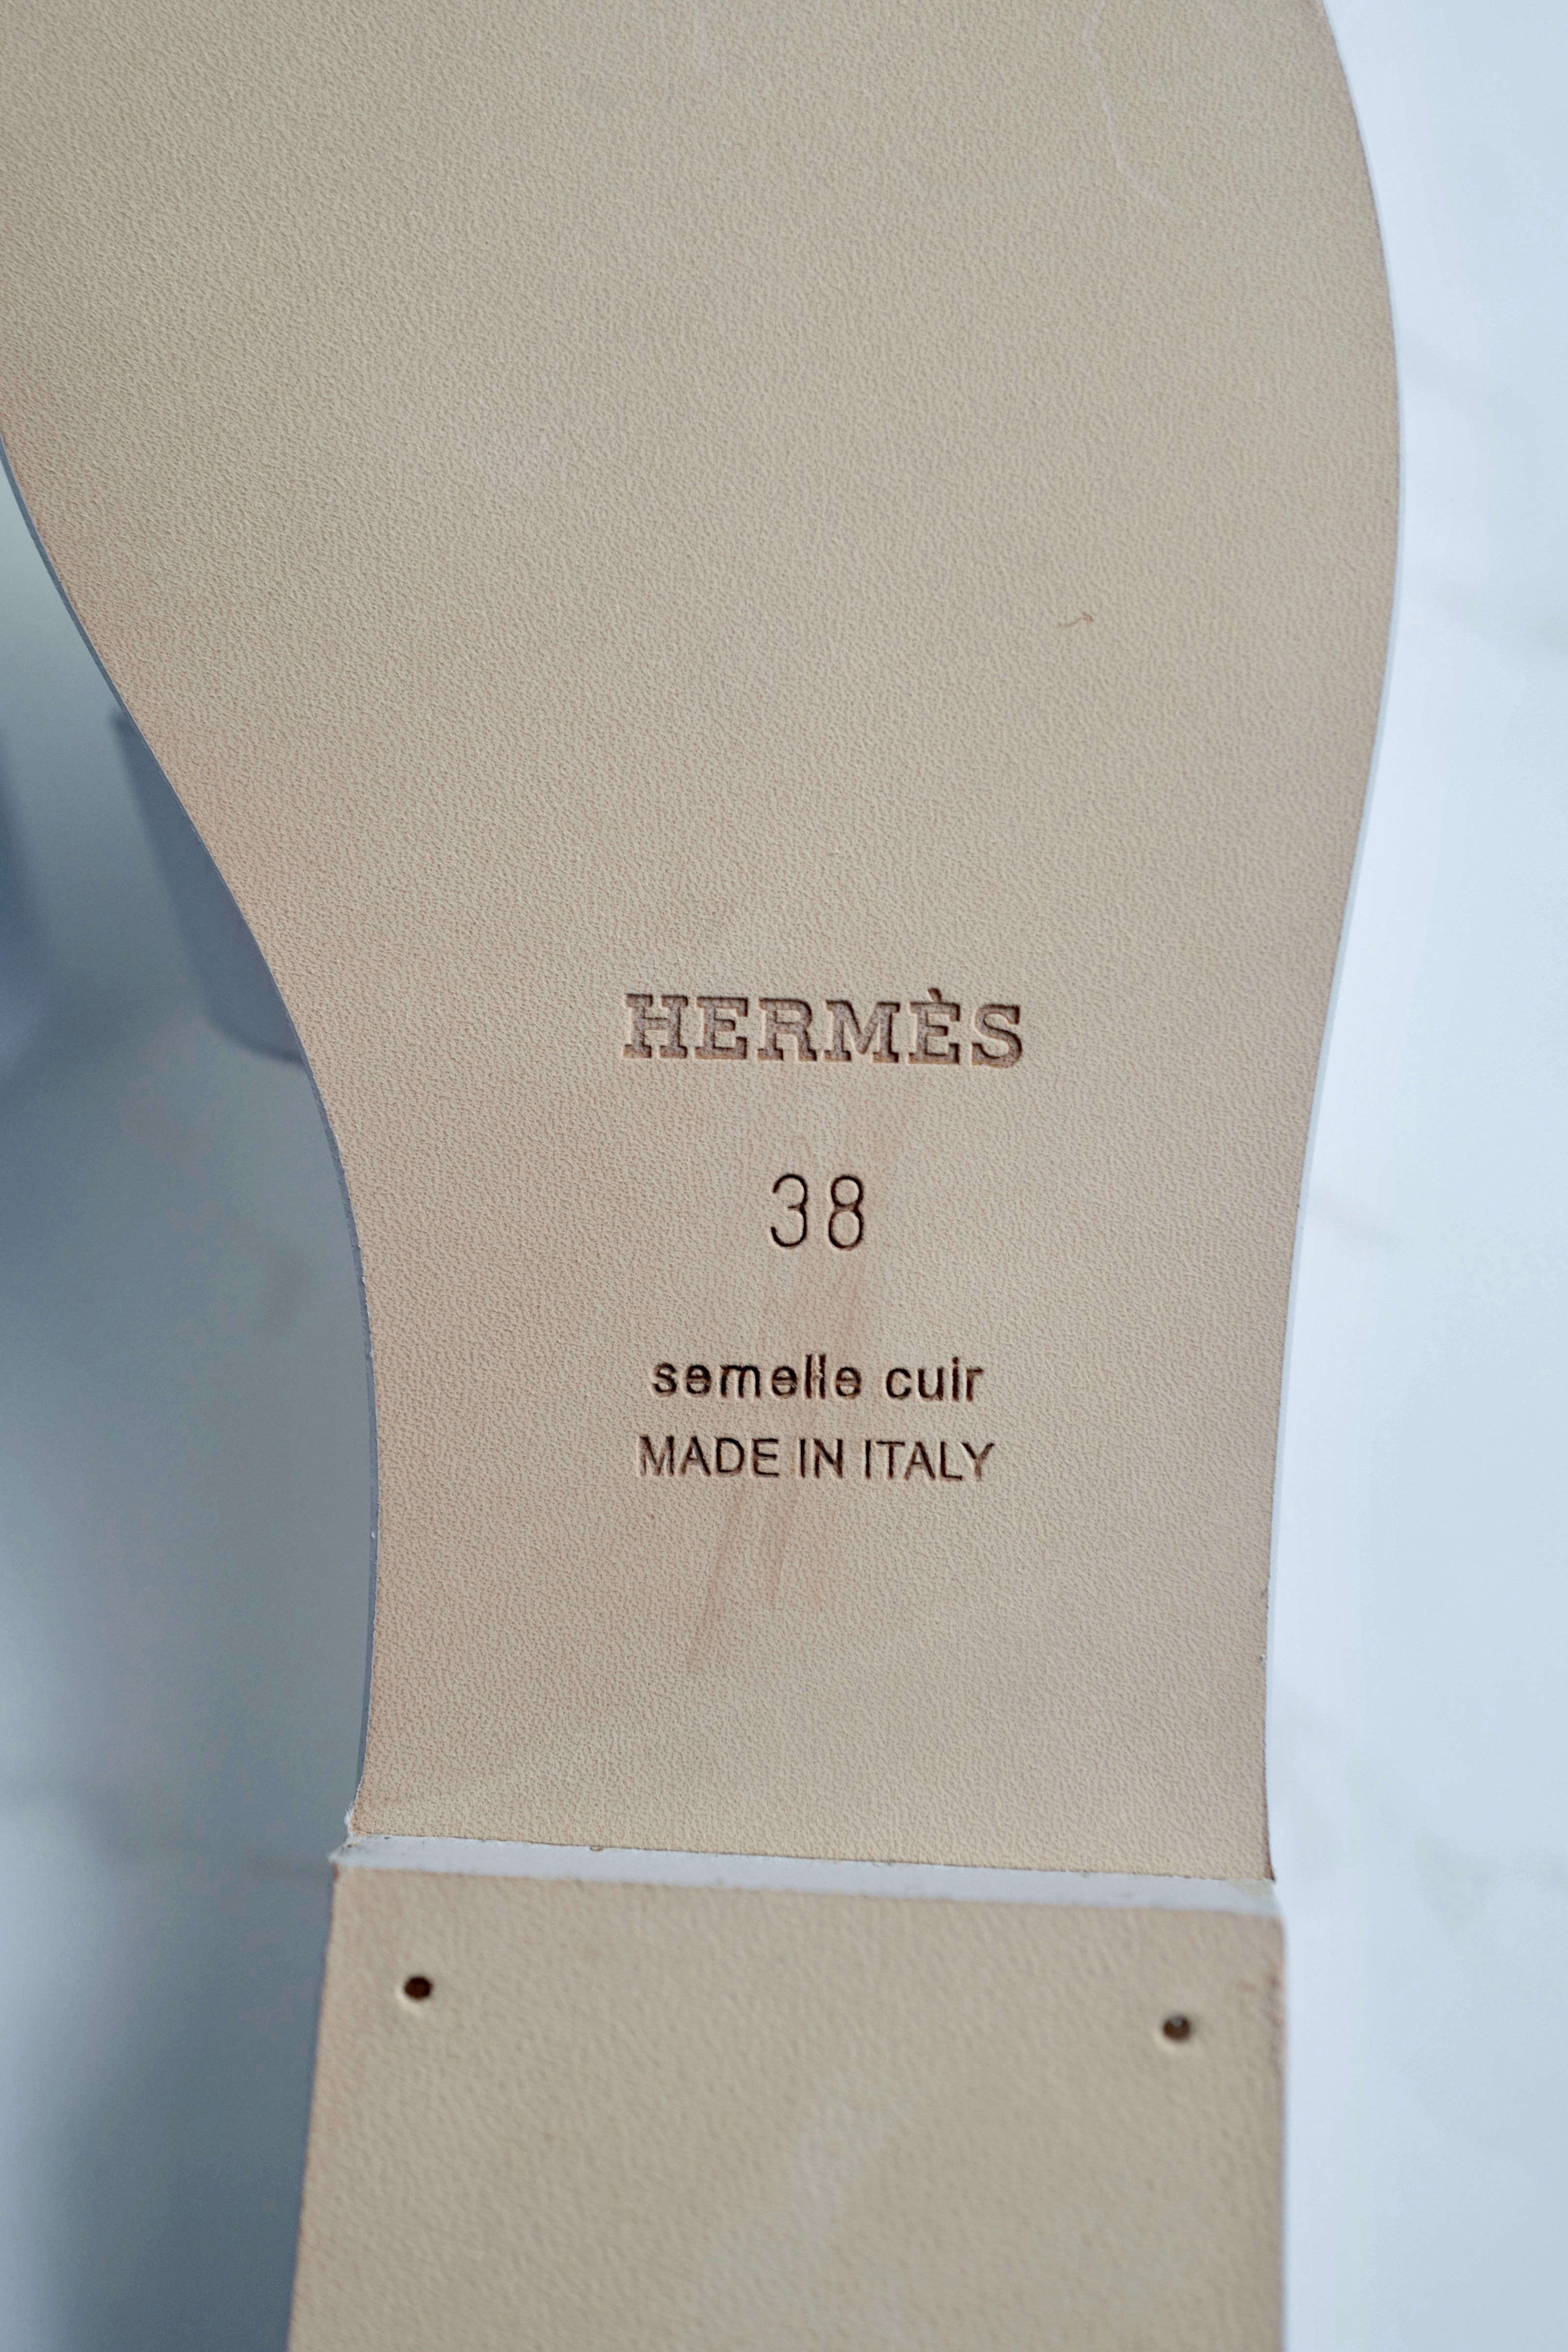 HERMÈS
38
semelle cuir
MADE IN ITALY